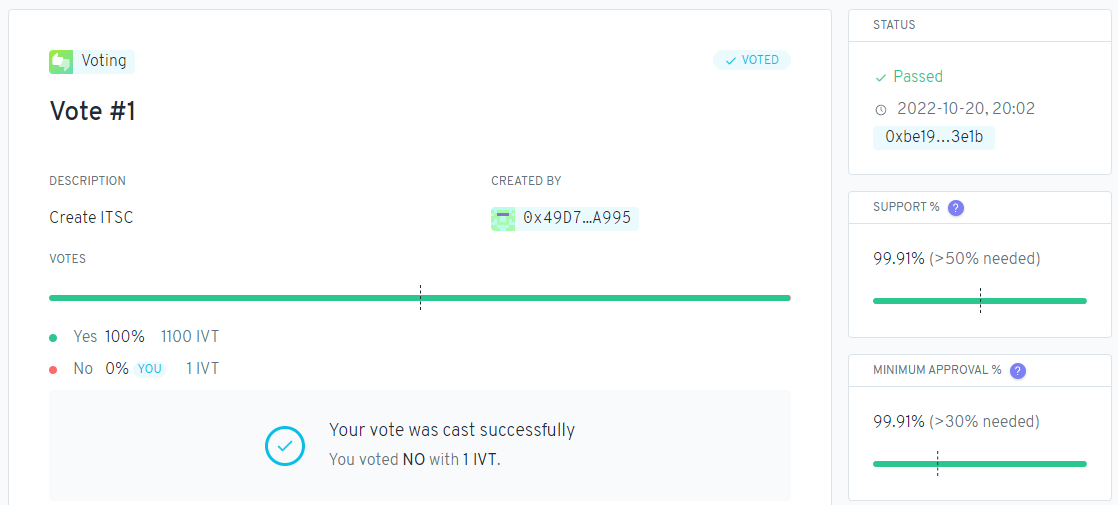 Voting
VOTED
Vote #1
DESCRIPTION
CREATED BY
Create ITSC
0x49D7…A995
VOTES
Yes 100% 1100 IVT
No 0% YOU 1 IVT
Your vote was cast successfully
You voted NO with 1 IVT.
STATUS
Passed
2022-10-20, 20:02
0xbe19…3e1b
SUPPORT % ?
99.91% (>50% needed)
MINIMUM APPROVAL % ?
99.91% (>30% needed)